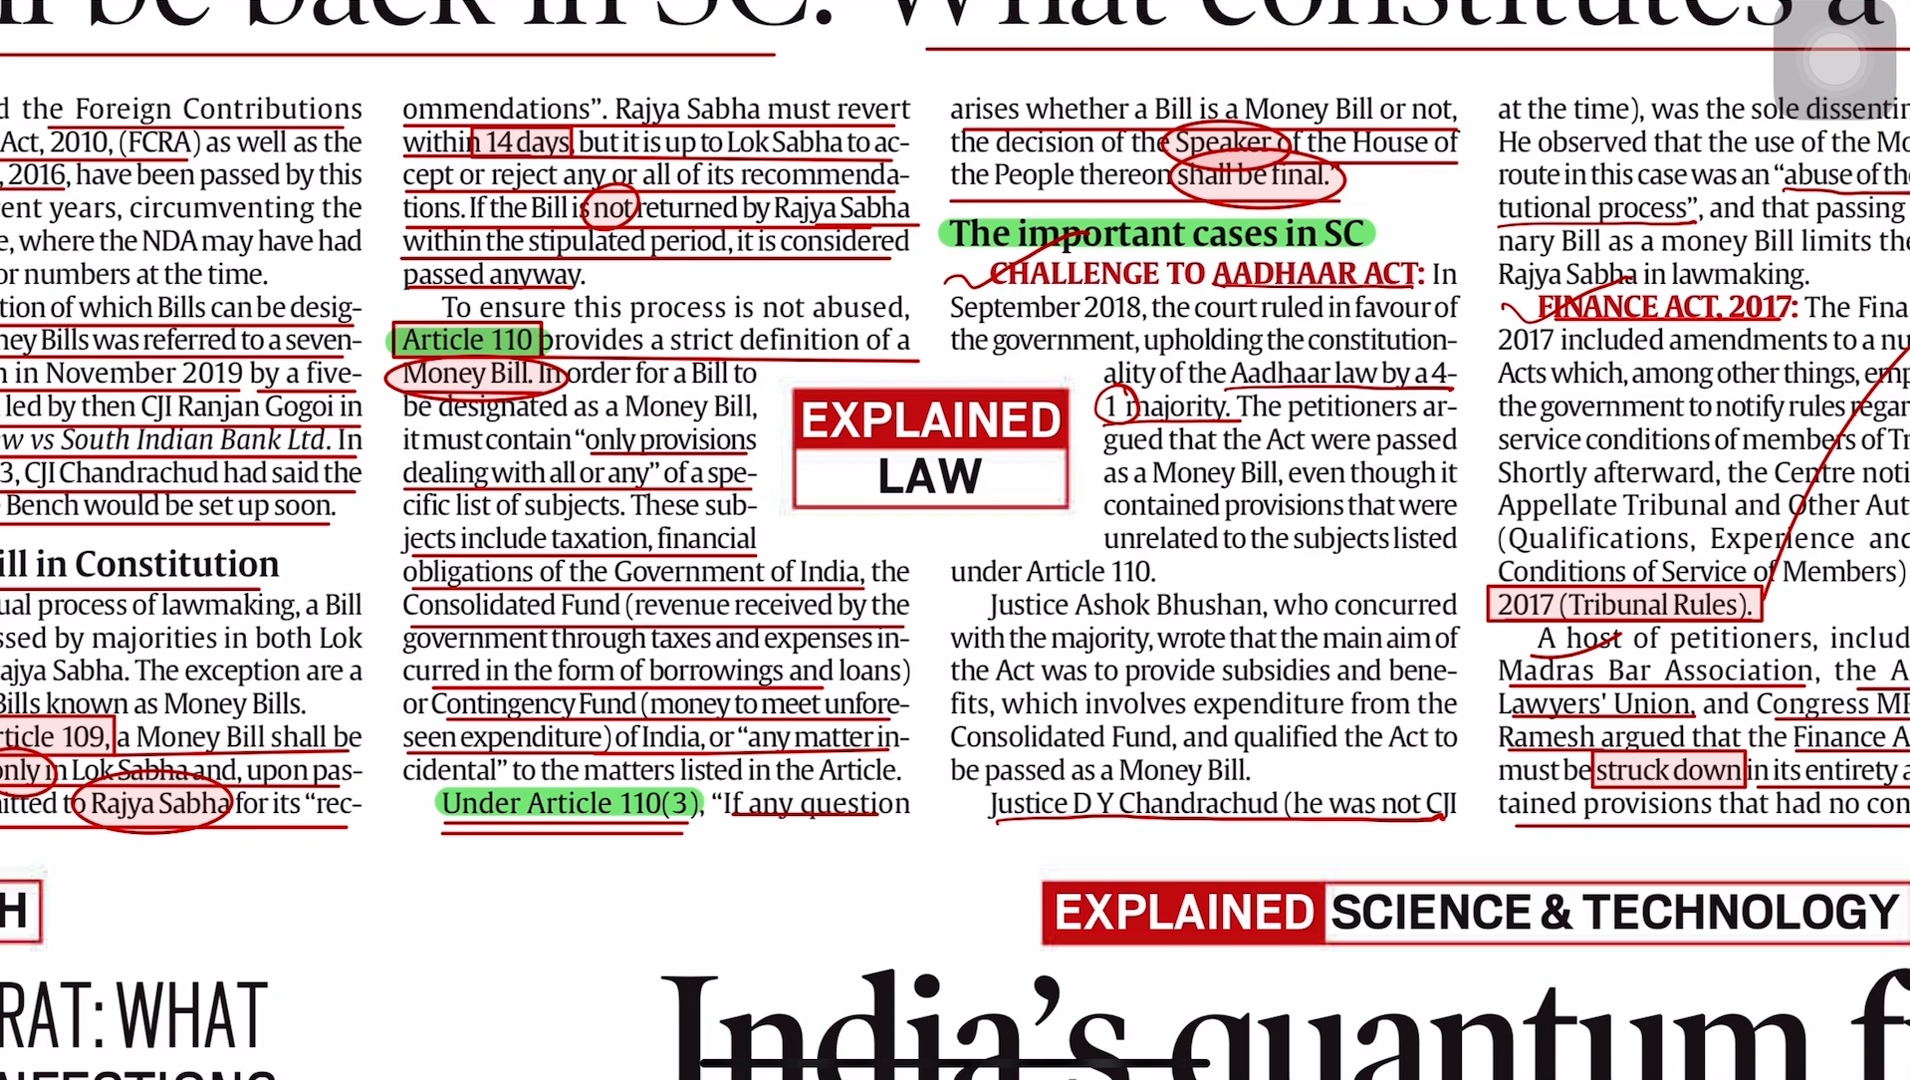 ll be back in SC. What constitutes a
d the Foreign Contributions
Act, 2010, (FCRA) as well as the
, 2016, have been passed by this
ent years, circumventing the
e, where the NDA may have had
or numbers at the time.
tion of which Bills can be desig-
ney Bills was referred to a seven-
n in November 2019 by a five-
led by then CJI Ranjan Gogoi in
ew vs South Indian Bank Ltd. In
3, CJI Chandrachud had said the
Bench would be set up soon.
ill in Constitution
ual process of lawmaking, a Bill
ssed by majorities in both Lok
ajya Sabha. The exception are a
Bills known as Money Bills.
rticle 109, a Money Bill shall be
only in Lok Sabha and, upon pas-
itted to Rajya Sabha for its “rec-
ommendations”. Rajya Sabha must revert
within 14 days, but it is up to Lok Sabha to ac-
cept or reject any or all of its recommenda-
tions. If the Bill is not returned by Rajya Sabha
within the stipulated period, it is considered
passed anyway.
To ensure this process is not abused,
Article 110 provides a strict definition of a
Money Bill. In order for a Bill to
be designated as a Money Bill,
it must contain “only provisions
dealing with all or any” of a spe-
cific list of subjects. These sub-
jects include taxation, financial
obligations of the Government of India, the
Consolidated Fund (revenue received by the
government through taxes and expenses in-
curred in the form of borrowings and loans)
or Contingency Fund (money to meet unfore-
seen expenditure) of India, or “any matter in-
cidental” to the matters listed in the Article.
Under Article 110(3), “If any question
EXPLAINED
LAW
arises whether a Bill is a Money Bill or not,
the decision of the Speaker of the House of
the People thereon shall be final.”
The important cases in SC
CHALLENGE TO AADHAAR ACT: In
September 2018, the court ruled in favour of
the government, upholding the constitution-
ality of the Aadhaar law by a 4-
1 majority. The petitioners ar-
gued that the Act were passed
as a Money Bill, even though it
contained provisions that were
unrelated to the subjects listed
under Article 110.
Justice Ashok Bhushan, who concurred
with the majority, wrote that the main aim of
the Act was to provide subsidies and bene-
fits, which involves expenditure from the
Consolidated Fund, and qualified the Act to
be passed as a Money Bill.
Justice D Y Chandrachud (he was not CJI
at the time), was the sole dissenti
He observed that the use of the Mo
route in this case was an “abuse of the
tutional process”, and that passing
nary Bill as a money Bill limits the
Rajya Sabha in lawmaking.
FINANCE ACT, 2017: The Fina
2017 included amendments to a nu
Acts which, among other things, emp
the government to notify rules regar
service conditions of members of Tr
Shortly afterward, the Centre noti
Appellate Tribunal and Other Aut
(Qualifications, Experience and
Conditions of Service of Members)
2017 (Tribunal Rules).
A host of petitioners, includ
Madras Bar Association, the A
Lawyers' Union, and Congress MP
Ramesh argued that the Finance A
must be struck down in its entirety a
tained provisions that had no con
H
RAT: WHAT
EXPLAINED SCIENCE & TECHNOLOGY
India’s quantum f